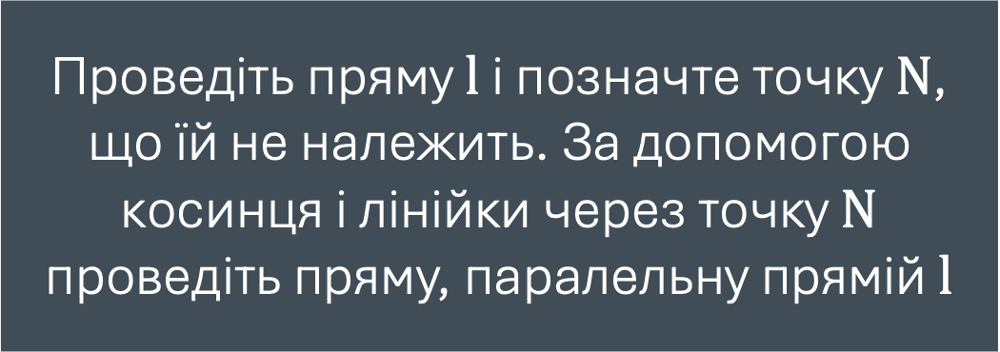 Проведіть пряму l і позначте точку N,
що їй не належить. За допомогою
косинця і лінійки через точку N
проведіть пряму, паралельну прямій l